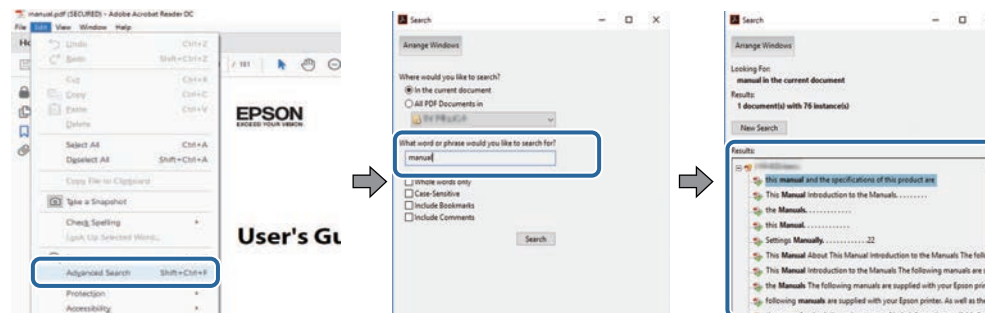 manual.pdf (SECURED) - Adobe Acrobat Reader DC
File Edit View Window Help
Undo Ctrl+Z
Redo Shift+Ctrl+Z
Cut Ctrl+X
Copy Ctrl+C
Paste Ctrl+V
Delete
Select All Ctrl+A
Deselect All Shift+Ctrl+A
Copy File to Clipboard
Take a Snapshot
Check Spelling
Look Up Selected Word...
Advanced Search Shift+Ctrl+F
Protection
Accessibility
/ 181
EPSON
EXCEED YOUR VISION
User's Gu
Search
Arrange Windows
Where would you like to search?
In the current document
All PDF Documents in
What word or phrase would you like to search for?
manual
Whole words only
Case-Sensitive
Include Bookmarks
Include Comments
Search
Search
Arrange Windows
Looking For:
manual in the current document
Results:
1 document(s) with 76 instance(s)
New Search
Results:
this manual and the specifications of this product are
This Manual Introduction to the Manuals.........
the Manuals.............
this Manual.............
Settings Manually.............22
This Manual About This Manual Introduction to the Manuals The foll
This Manual Introduction to the Manuals The following manuals are s
the Manuals The following manuals are supplied with your Epson prin
following manuals are supplied with your Epson printer. As well as the